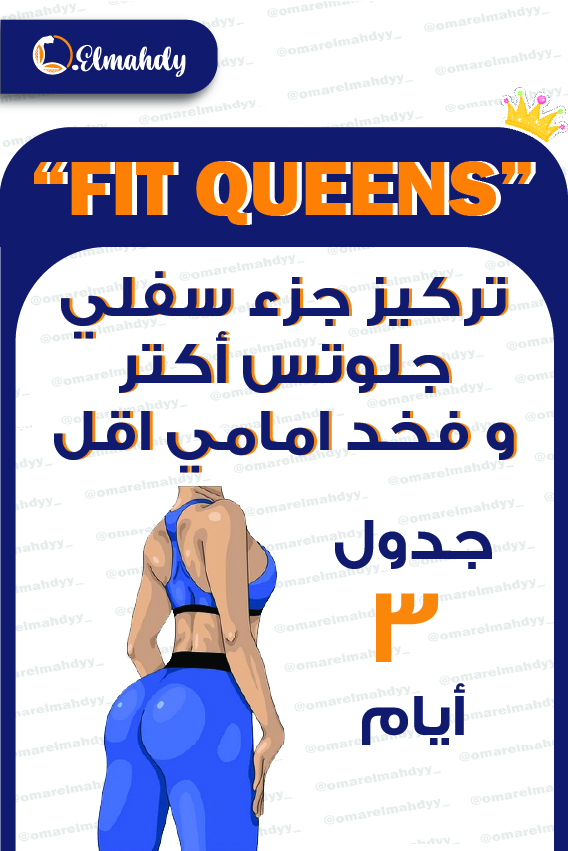 O.Elmahdy
"FIT QUEENS"
تركيز جزء سفلي
جلوتس أكتر
و فخد امامي اقل
جدول
٣
أيام
@omarelmahdyy_